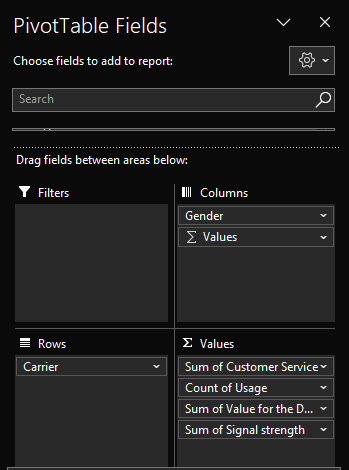 PivotTable Fields
Choose fields to add to report:
Search
Drag fields between areas below:
Filters
Columns
Gender
Σ Values
Rows
Σ Values
Carrier
Sum of Customer Service
Count of Usage
Sum of Value for the D...
Sum of Signal strength